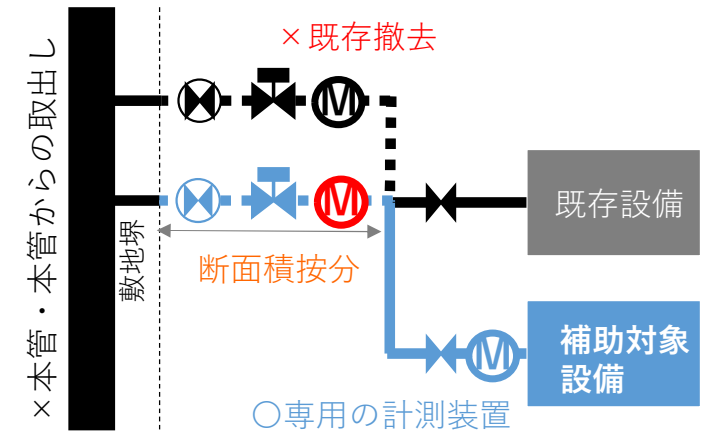 ×既存撤去
×本管・本管からの取出し
M
敷地堺
M
断面積按分
既存設備
M
補助対象
設備
〇専用の計測装置